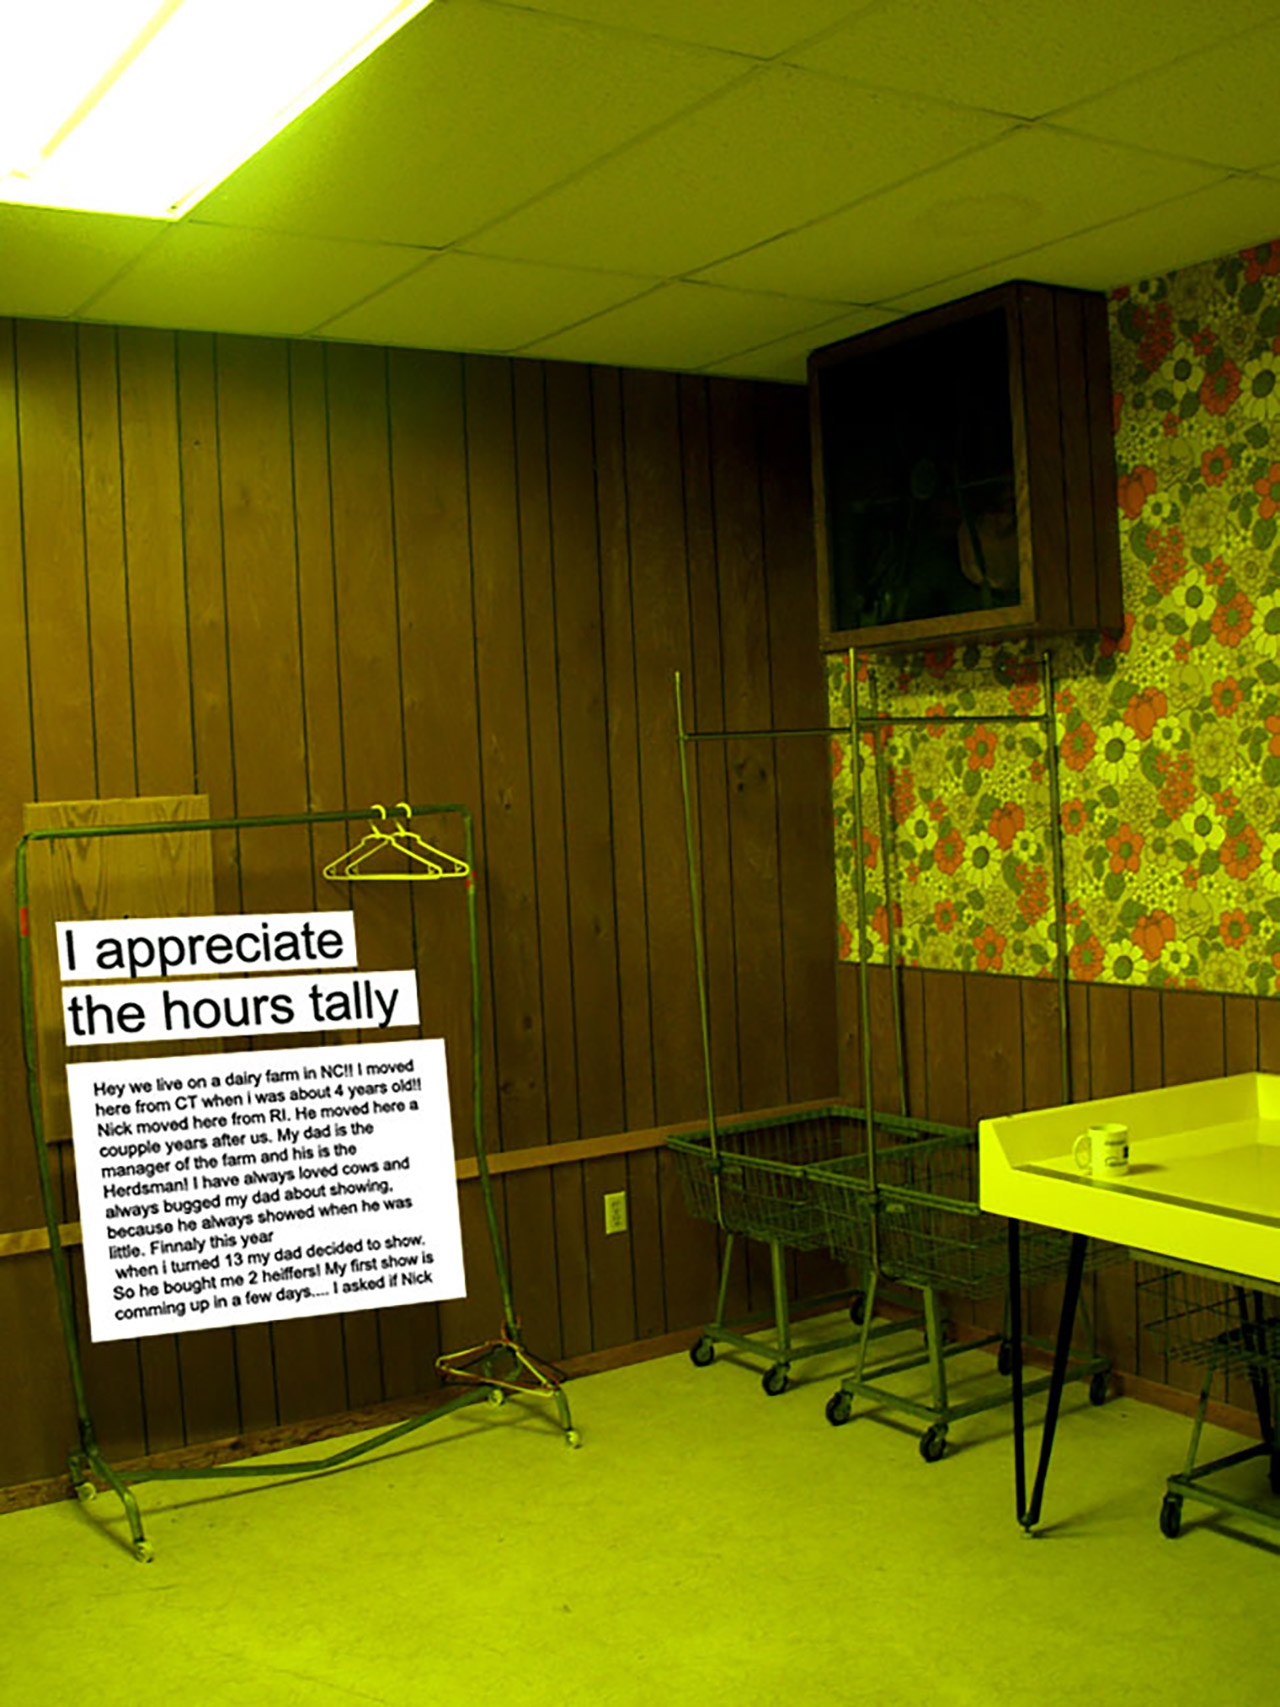 I appreciate
the hours tally
Hey we live on a dairy farm in NC!! I moved
here from CT when i was about 4 years old!!
Nick moved here from RI. He moved here a
coupple years after us. My dad is the
manager of the farm and his is the
Herdsman! I have always loved cows and
always bugged my dad about showing,
because he always showed when he was
little. Finnaly this year
when i turned 13 my dad decided to show.
So he bought me 2 heiffers! My first show is
comming up in a few days.... I asked if Nick